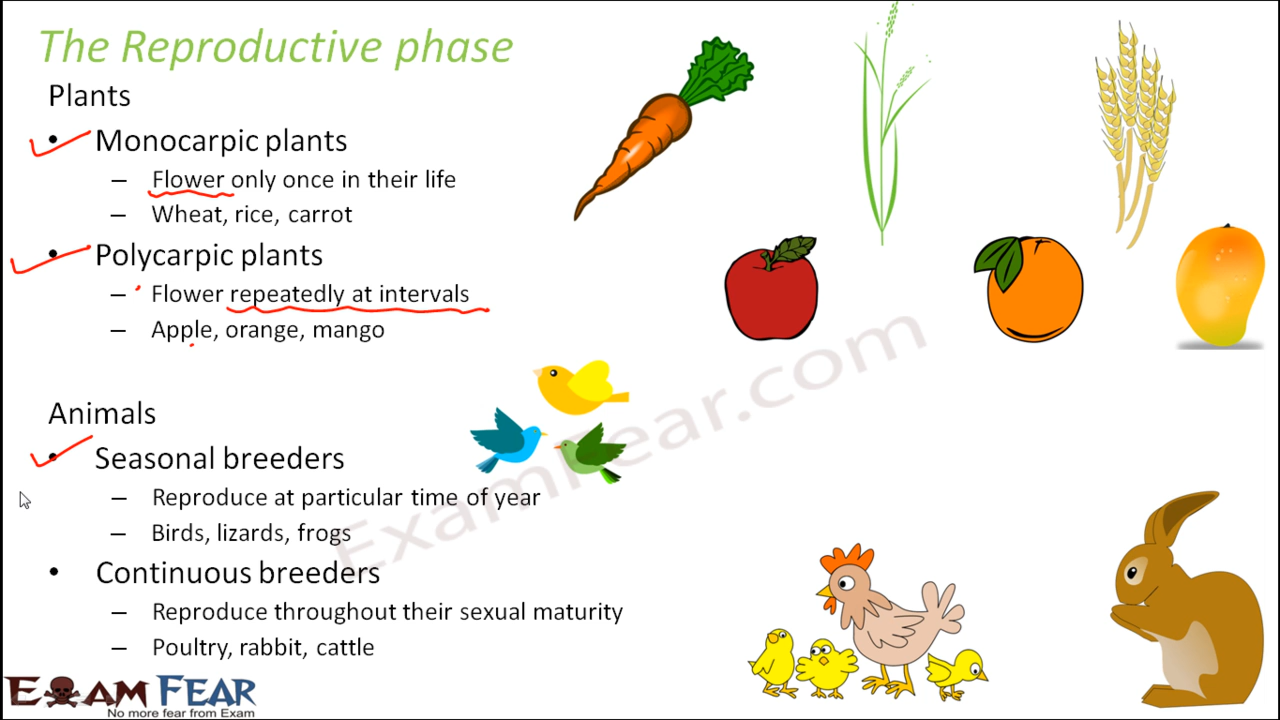 The Reproductive phase
Plants
• Monocarpic plants
– Flower only once in their life
– Wheat, rice, carrot
• Polycarpic plants
– Flower repeatedly at intervals
– Apple, orange, mango
Animals
• Seasonal breeders
– Reproduce at particular time of year
– Birds, lizards, frogs
• Continuous breeders
– Reproduce throughout their sexual maturity
– Poultry, rabbit, cattle
ExamFear.com
EXAM FEAR
No more fear from Exam